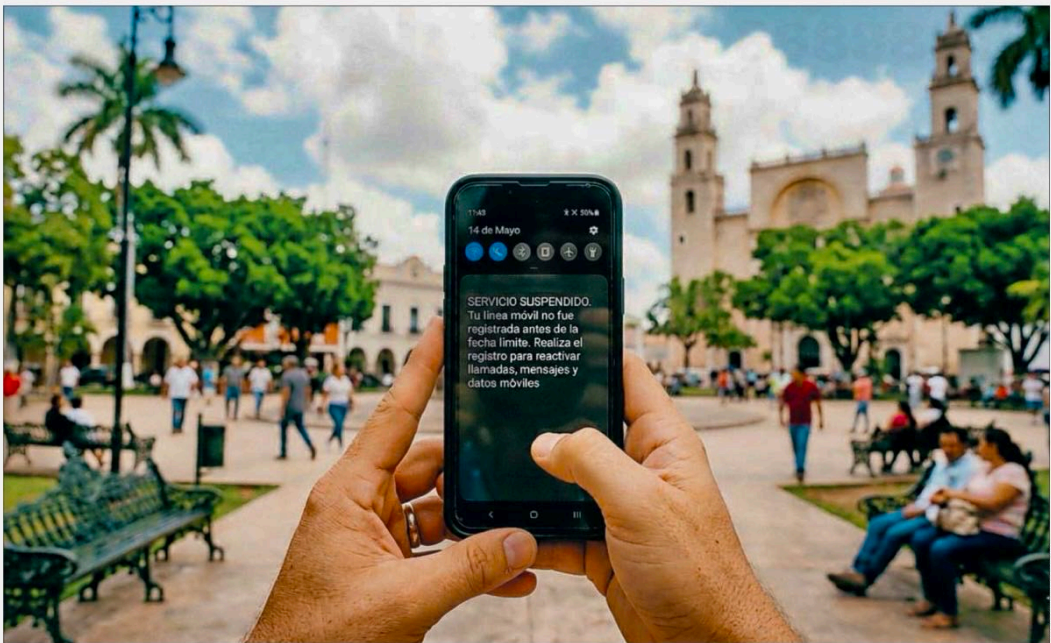 11:43
50%
14 de Mayo
SERVICIO SUSPENDIDO.
Tu línea móvil no fue
registrada antes de la
fecha limite. Realiza el
registro para reactivar
llamadas, mensajes y
datos móviles